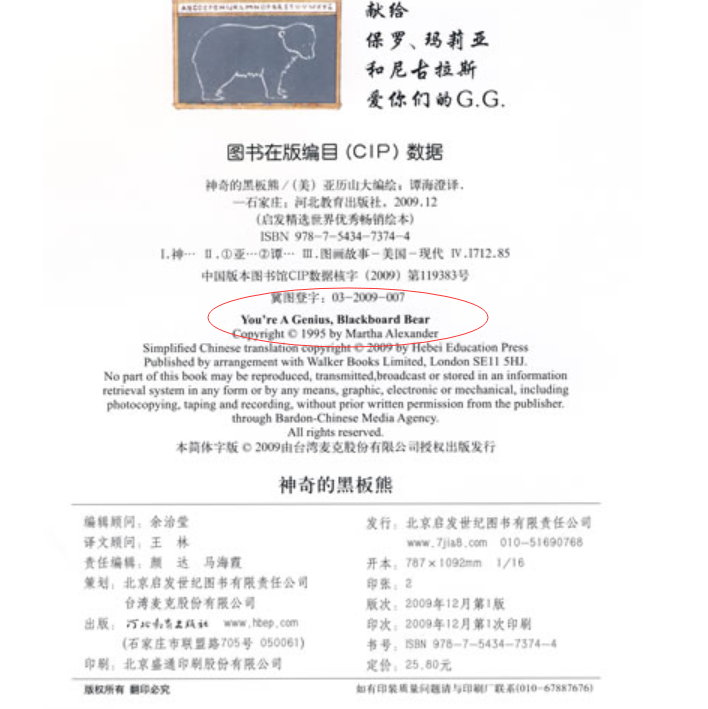 ABCDEFGHIJKLMNOPQRSTUVWXYZ
献给
保罗、玛莉亚
和尼古拉斯
爱你们的G.G.
图书在版编目(CIP)数据
神奇的黑板熊/(美)亚历山大编绘;谭海澄译.
—石家庄:河北教育出版社,2009.12
(启发精选世界优秀畅销绘本)
ISBN 978-7-5434-7374-4
Ⅰ.神… Ⅱ.①亚…②谭… Ⅲ.图画故事-美国-现代 Ⅳ.I712.85
中国版本图书馆CIP数据核字(2009)第119383号
冀图登字:03-2009-007
You're A Genius, Blackboard Bear
Copyright © 1995 by Martha Alexander
Simplified Chinese translation copyright © 2009 by Hebei Education Press
Published by arrangement with Walker Books Limited, London SE11 5HJ.
No part of this book may be reproduced, transmitted,broadcast or stored in an information
retrieval system in any form or by any means, graphic, electronic or mechanical, including
photocopying, taping and recording, without prior written permission from the publisher.
through Bardon-Chinese Media Agency.
All rights reserved.
本简体字版 © 2009由台湾麦克股份有限公司授权出版发行
神奇的黑板熊
编辑顾问:余治莹
译文顾问:王 林
责任编辑:颜 达 马海霞
策划:北京启发世纪图书有限责任公司
台湾麦克股份有限公司
出版:河北教育出版社 www.hbep.com
(石家庄市联盟路705号 050061)
印刷:北京盛通印刷股份有限公司
发行:北京启发世纪图书有限责任公司
www.7jia8.com 010-51690768
开本:787×1092mm 1/16
印张:2
版次:2009年12月第1版
印次:2009年12月第1次印刷
书号:ISBN 978-7-5434-7374-4
定价:25.80元
版权所有 翻印必究
如有印装质量问题请与印刷厂联系(010-67887676)